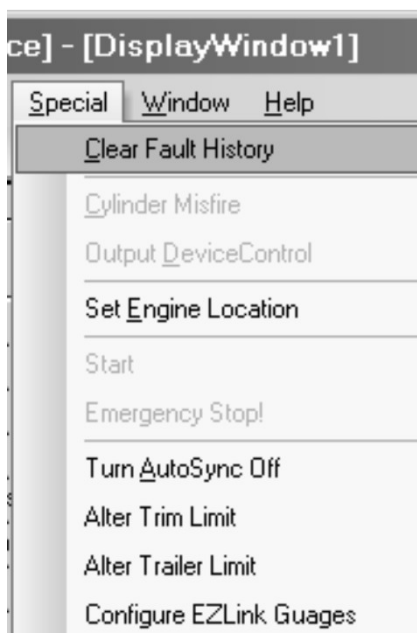 ce] - [DisplayWindow1]
Special Window Help
Clear Fault History
Cylinder Misfire
Output DeviceControl
Set Engine Location
Start
Emergency Stop!
Turn AutoSync Off
Alter Trim Limit
Alter Trailer Limit
Configure EZLink Guages